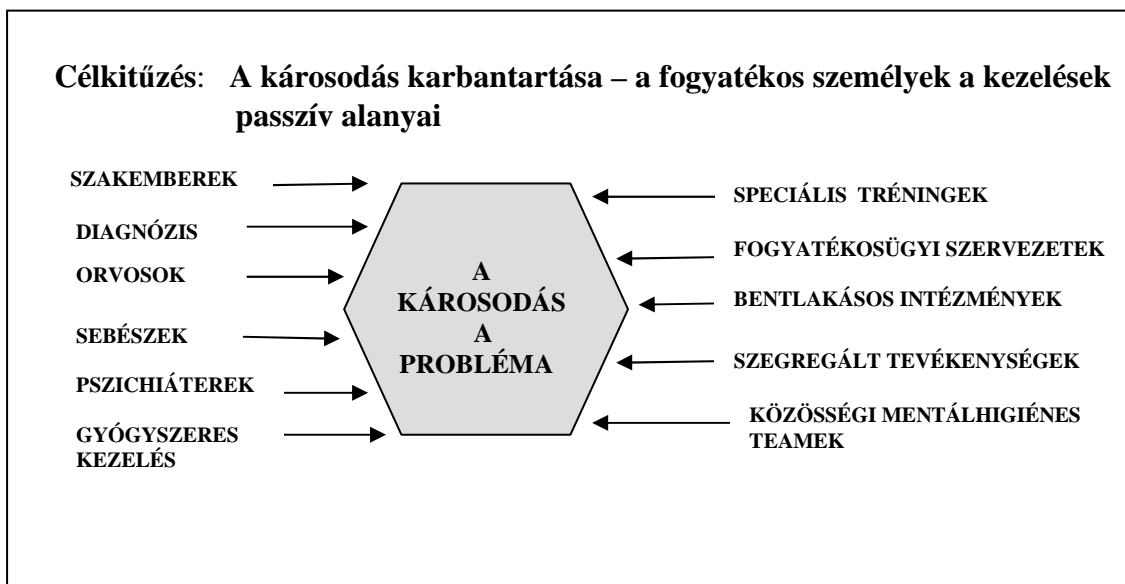 Célkitűzés: A károsodás karbantartása – a fogyatékos személyek a kezelések
passzív alanyai
SZAKEMBEREK
DIAGNÓZIS
ORVOSOK
SEBÉSZEK
PSZICHIÁTEREK
GYÓGYSZERES
KEZELÉS
A
KÁROSODÁS
A
PROBLÉMA
SPECIÁLIS TRÉNINGEK
FOGYATÉKOSÜGYI SZERVEZETEK
BENTLAKÁSOS INTÉZMÉNYEK
SZEGREGÁLT TEVÉKENYSÉGEK
KÖZÖSSÉGI MENTÁLHIGIÉNES
TEAMEK